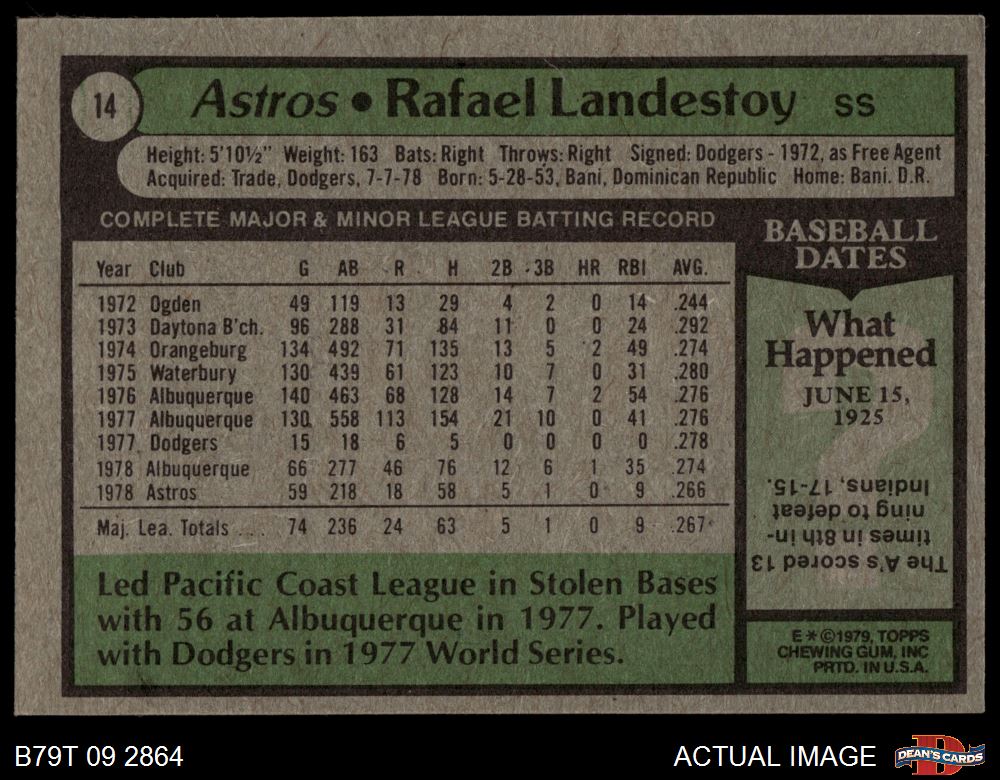 14
Astros • Rafael Landestoy SS
Height: 5'10½" Weight: 163 Bats: Right Throws: Right Signed: Dodgers - 1972, as Free Agent
Acquired: Trade, Dodgers, 7-7-78 Born: 5-28-53, Bani, Dominican Republic Home: Bani. D.R.
COMPLETE MAJOR & MINOR LEAGUE BATTING RECORD
Year Club G AB R H 2B 3B HR RBI AVG.
1972 Ogden 49 119 13 29 4 2 0 14 .244
1973 Daytona B'ch. 96 288 31 84 11 0 0 24 .292
1974 Orangeburg 134 492 71 135 13 5 2 49 .274
1975 Waterbury 130 439 61 123 10 7 0 31 .280
1976 Albuquerque 140 463 68 128 14 7 2 54 .276
1977 Albuquerque 130 558 113 154 21 10 0 41 .276
1977 Dodgers 15 18 6 5 0 0 0 0 .278
1978 Albuquerque 66 277 46 76 12 6 1 35 .274
1978 Astros 59 218 18 58 5 1 0 9 .266
Maj. Lea. Totals ... 74 236 24 63 5 1 0 9 .267
Led Pacific Coast League in Stolen Bases
with 56 at Albuquerque in 1977. Played
with Dodgers in 1977 World Series.
BASEBALL
DATES
What
Happened
JUNE 15,
1925
The A's scored 13
times in 8th in-
ning to defeat
Indians, 17-15.
E*©1979, TOPPS
CHEWING GUM, INC
PRTD. IN U.S.A.
B79T 09 2864
ACTUAL IMAGE
DEAN'S CARDS